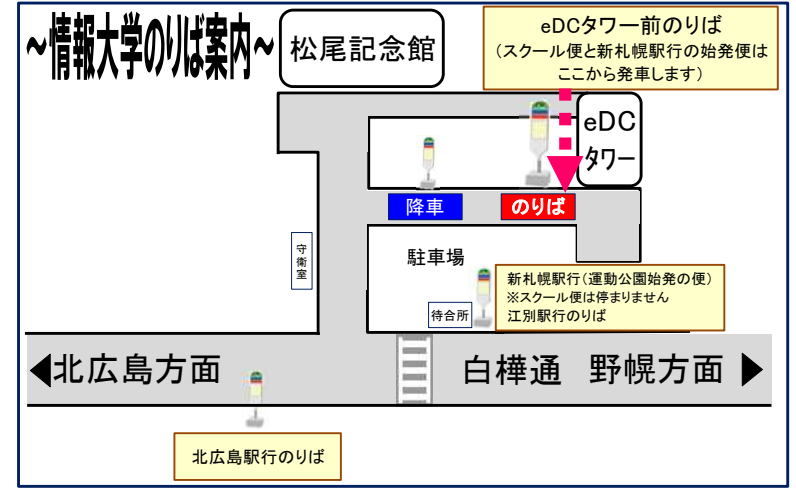 ～情報大学のりば案内～
松尾記念館
eDCタワー前のりば
（スクール便と新札幌駅行の始発便は
ここから発車します）
eDC
タワー
降車
のりば
守衛室
駐車場
待合所
新札幌駅行（運動公園始発の便）
※スクール便は停まりません
江別駅行のりば
◀北広島方面
白樺通 野幌方面▶
北広島駅行のりば